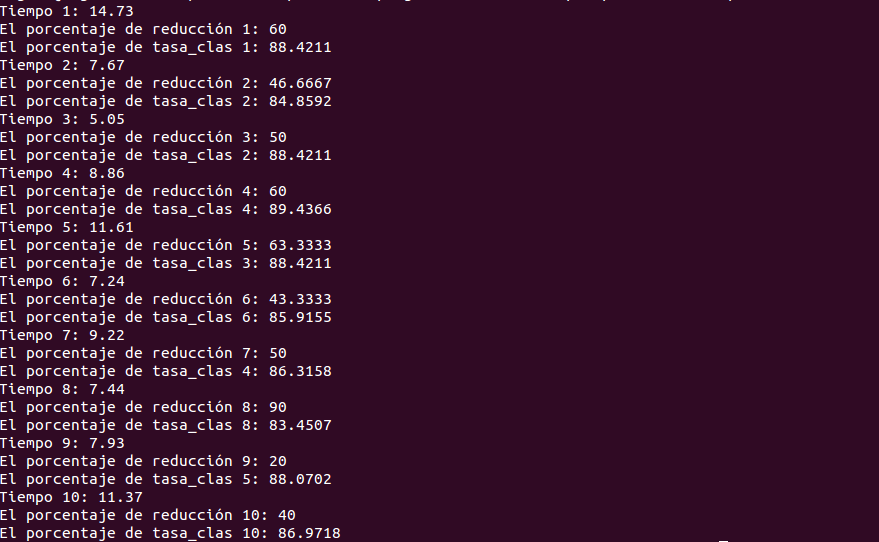 Tiempo 1: 14.73
El porcentaje de reducción 1: 60
El porcentaje de tasa_clas 1: 88.4211
Tiempo 2: 7.67
El porcentaje de reducción 2: 46.6667
El porcentaje de tasa_clas 2: 84.8592
Tiempo 3: 5.05
El porcentaje de reducción 3: 50
El porcentaje de tasa_clas 2: 88.4211
Tiempo 4: 8.86
El porcentaje de reducción 4: 60
El porcentaje de tasa_clas 4: 89.4366
Tiempo 5: 11.61
El porcentaje de reducción 5: 63.3333
El porcentaje de tasa_clas 3: 88.4211
Tiempo 6: 7.24
El porcentaje de reducción 6: 43.3333
El porcentaje de tasa_clas 6: 85.9155
Tiempo 7: 9.22
El porcentaje de reducción 7: 50
El porcentaje de tasa_clas 4: 86.3158
Tiempo 8: 7.44
El porcentaje de reducción 8: 90
El porcentaje de tasa_clas 8: 83.4507
Tiempo 9: 7.93
El porcentaje de reducción 9: 20
El porcentaje de tasa_clas 5: 88.0702
Tiempo 10: 11.37
El porcentaje de reducción 10: 40
El porcentaje de tasa_clas 10: 86.9718